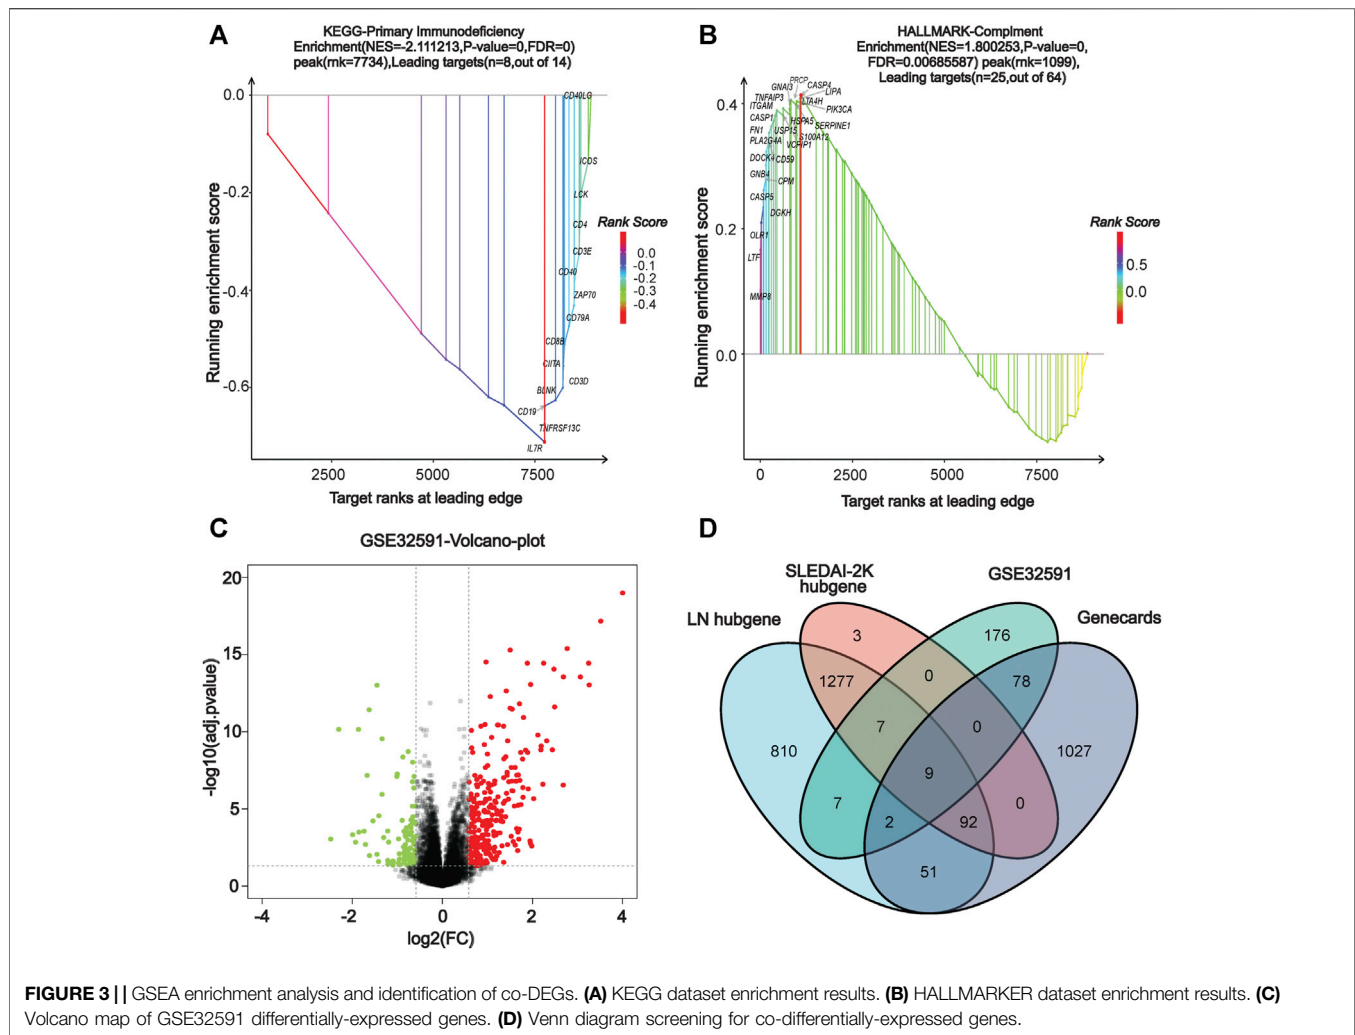 A
KEGG-Primary Immunodeficiency
Enrichment(NES=-2.111213,P-value=0,FDR=0)
peak(rnk=7734),Leading targets(n=8,out of 14)
0.0
-0.2
-0.4
-0.6
Running enrichment score
CD40LG
ICOS
LCK
CD4
CD3E
CD40
ZAP70
CD79A
CD8B
CIITA
CD3D
BLNK
CD19
TNFRSF13C
IL7R
2500
5000
7500
Target ranks at leading edge
Rank Score
0.0
-0.1
-0.2
-0.3
-0.4
B
HALLMARK-Complment
Enrichment(NES=1.800253,P-value=0,
FDR=0.00685587) peak(rnk=1099),
Leading targets(n=25,out of 64)
0.4
0.2
0.0
Running enrichment score
PRCP
CASP4
GNAI3
LIPA
TNFAIP3
LTA4H
ITGAM
PIK3CA
CASP1
HSPA5
SERPINE1
FN1
USP15
S100A12
PLA2G4A
VCPIP1
DOCK4
CD59
GNB4
CPM
CASP5
DGKH
OLR1
LTF
MMP8
0
2500
5000
7500
Target ranks at leading edge
Rank Score
0.5
0.0
C
GSE32591-Volcano-plot
20
15
10
5
0
-log10(adj.pvalue)
-4
-2
0
2
4
log2(FC)
D
SLEDAI-2K
hubgene
GSE32591
LN hubgene
Genecards
3
176
1277
0
78
7
0
810
1027
9
7
2
92
0
51
FIGURE 3 || GSEA enrichment analysis and identification of co-DEGs. (A) KEGG dataset enrichment results. (B) HALLMARKER dataset enrichment results. (C)
Volcano map of GSE32591 differentially-expressed genes. (D) Venn diagram screening for co-differentially-expressed genes.